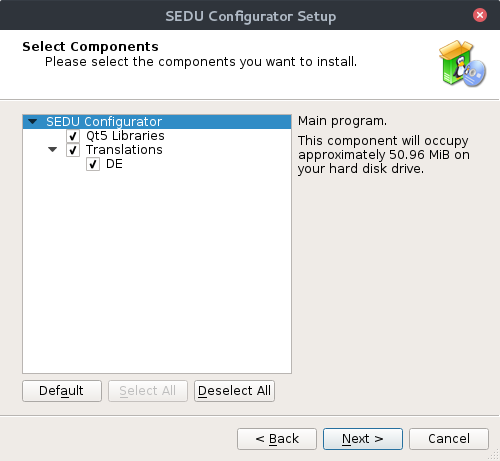 SEDU Configurator Setup
Select Components
Please select the components you want to install.
SEDU Configurator
Qt5 Libraries
Translations
DE
Main program.
This component will occupy
approximately 50.96 MiB on
your hard disk drive.
Default
Select All
Deselect All
< Back
Next >
Cancel